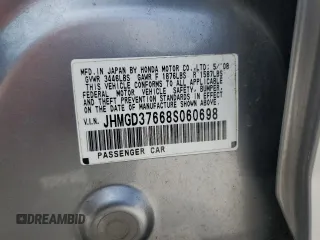 MFD. IN JAPAN BY HONDA MOTOR CO., LTD. 5/08
GVWR 3446LBS GAWR F 1876LBS R 1587LBS
THIS VEHICLE CONFORMS TO ALL APPLICABLE
FEDERAL MOTOR VEHICLE SAFETY, BUMPER,
AND THEFT PREVENTION STANDARDS IN
EFFECT ON THE DATE OF MANUFACTURE
SHOWN ABOVE.
V.I.N. JHMGD37668S060698
PASSENGER CAR
DREAMBID